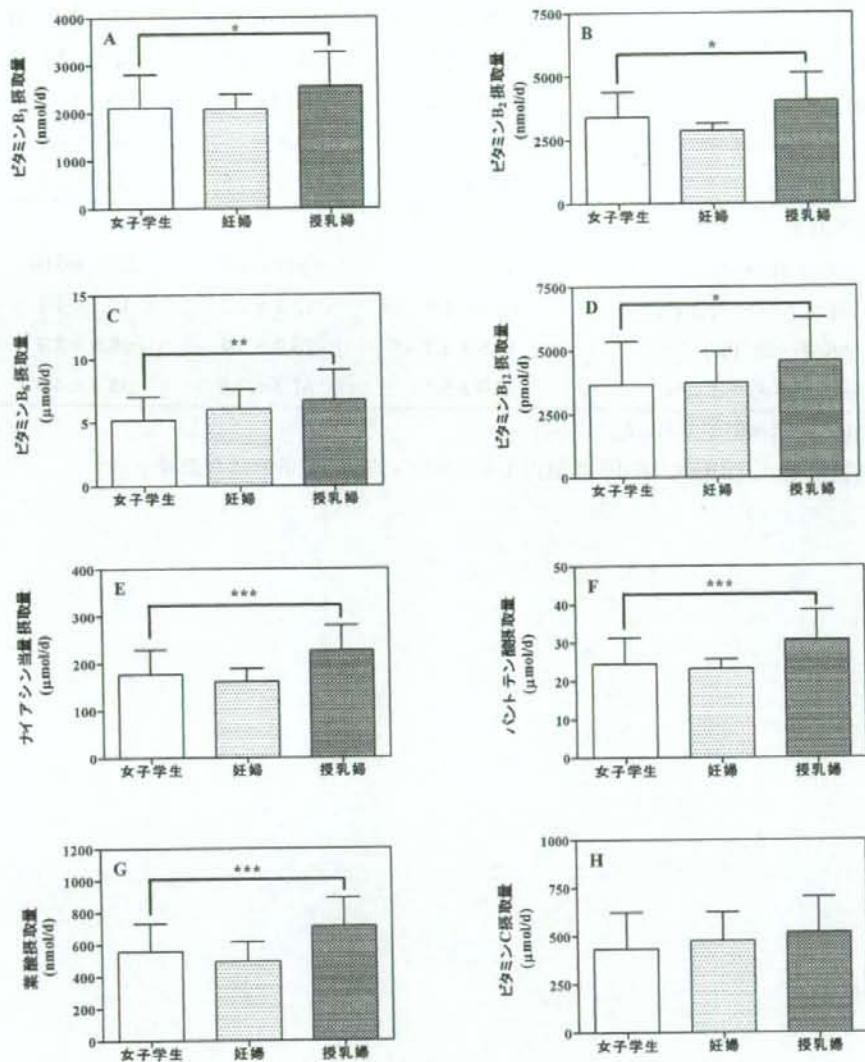 A
*
ビタミンB1摂取量
(nmol/d)
4000
3000
2000
1000
0
女子学生 妊婦 授乳婦
B
*
ビタミンB2摂取量
(nmol/d)
7500
5000
2500
0
女子学生 妊婦 授乳婦
C
**
ビタミンB6摂取量
(μmol/d)
15
10
5
0
女子学生 妊婦 授乳婦
D
*
ビタミンB12摂取量
(pmol/d)
7500
5000
2500
0
女子学生 妊婦 授乳婦
E
***
ナイアシン当量摂取量
(μmol/d)
400
300
200
100
0
女子学生 妊婦 授乳婦
F
***
パントテン酸摂取量
(μmol/d)
50
40
30
20
10
0
女子学生 妊婦 授乳婦
G
***
葉酸摂取量
(nmol/d)
1200
1000
800
600
400
200
0
女子学生 妊婦 授乳婦
H
ビタミンC摂取量
(μmol/d)
1000
750
500
250
0
女子学生 妊婦 授乳婦